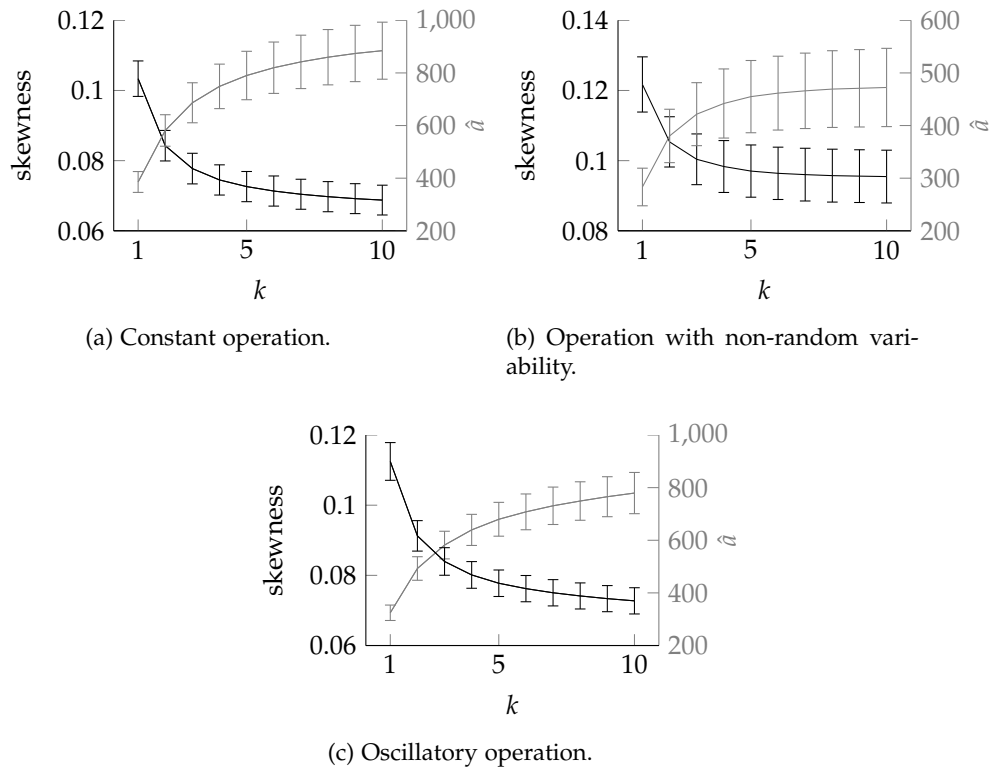 0.12
0.1
0.08
0.06
skewness
1,000
800
600
400
200
â
1
5
10
k
(a) Constant operation.
0.14
0.12
0.1
0.08
skewness
600
500
400
300
200
â
1
5
10
k
(b) Operation with non-random vari-
ability.
0.12
0.1
0.08
0.06
skewness
1,000
800
600
400
200
â
1
5
10
k
(c) Oscillatory operation.